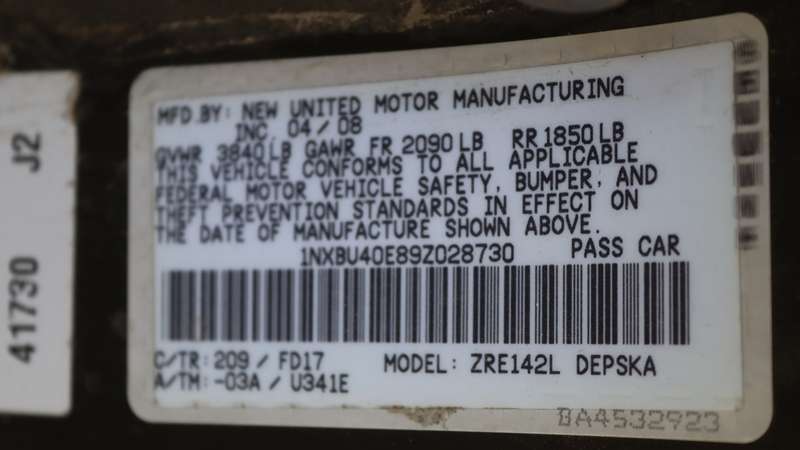 J2
41730
MFD.BY: NEW UNITED MOTOR MANUFACTURING
INC. 04/08
GVWR 3840LB GAWR FR 2090LB RR1850LB
THIS VEHICLE CONFORMS TO ALL APPLICABLE
FEDERAL MOTOR VEHICLE SAFETY, BUMPER, AND
THEFT PREVENTION STANDARDS IN EFFECT ON
THE DATE OF MANUFACTURE SHOWN ABOVE.
1NXBU40E89Z028730 PASS CAR
C/TR: 209 / FD17 MODEL: ZRE142L DEPSKA
A/TM: -03A / U341E
BA4532923